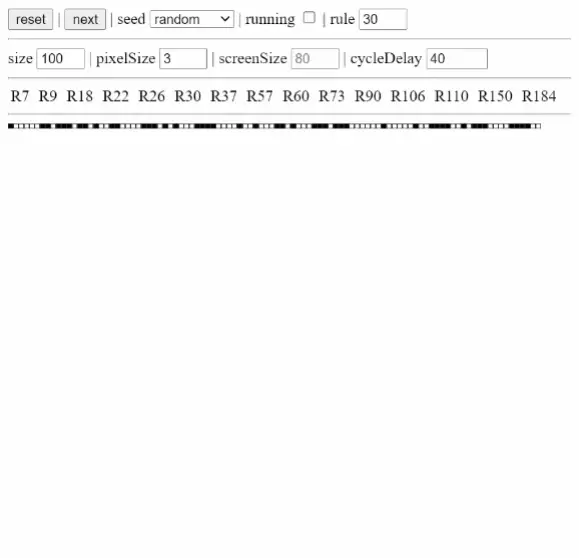 reset | next | seed random | running | rule 30
size 100 | pixelSize 3 | screenSize 80 | cycleDelay 40
R7 R9 R18 R22 R26 R30 R37 R57 R60 R73 R90 R106 R110 R150 R184